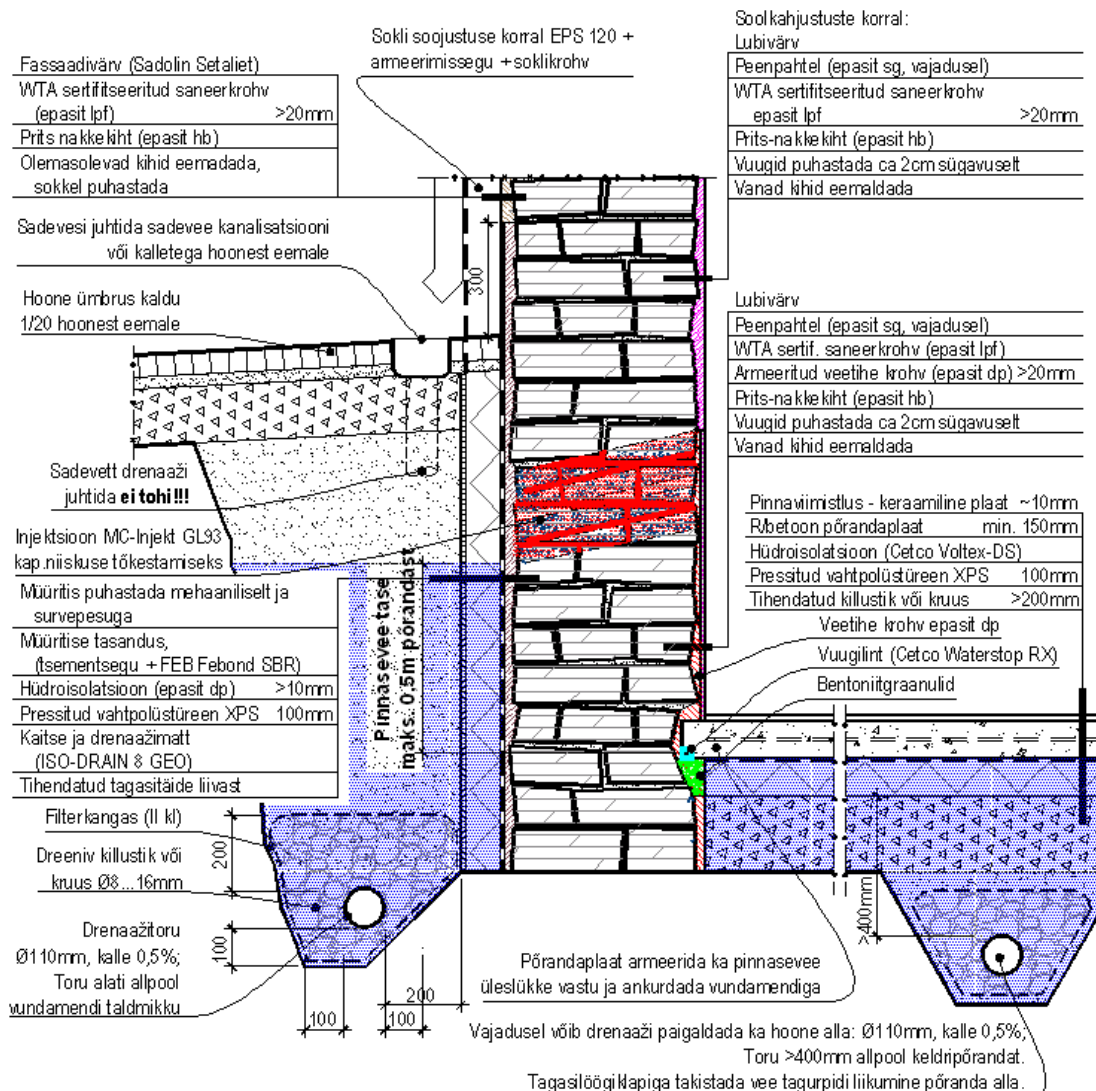 Sokli soojustuse korral EPS 120 +
armeerimissegu +soklikrohv
Fassaadivärv (Sadolin Setaliet)
WTA sertifitseeritud saneerkrohv
(epasit lpf) >20mm
Prits nakkekiht (epasit hb)
Olemasolevad kihid eemadada,
sokkel puhastada
Sadevesi juhtida sadevee kanalisatsiooni
või kalletega hoonest eemale
Hoone ümbrus kaldu
1/20 hoonest eemale
300
Soolkahjustuste korral:
Lubivärv
Peenpahtel (epasit sg, vajadusel)
WTA sertifitseeritud saneerkrohv
epasit lpf >20mm
Prits-nakkekiht (epasit hb)
Vuugid puhastada ca 2cm sügavuselt
Vanad kihid eemaldada
Lubivärv
Peenpahtel (epasit sg, vajadusel)
WTA sertif. saneerkrohv (epasit lpf)
Armeeritud veetihe krohv (epasit dp) >20mm
Prits-nakkekiht (epasit hb)
Vuugid puhastada ca 2cm sügavuselt
Vanad kihid eemaldada
Sadevett drenaaži
juhtida ei tohi!!!
Injektsioon MC-Injekt GL93
kap.niiskuse tõkestamiseks
Müüritis puhastada mehaaniliselt ja
survepesuga
Müüritise tasandus,
(tsementsegu + FEB Febond SBR)
Hüdroisolatsioon (epasit dp) >10mm
Pressitud vahtpolüstüreen XPS 100mm
Kaitse ja drenaažimatt
(ISO-DRAIN 8 GEO)
Tihendatud tagasitäide liivast
Pinnasevee tase
maks. 0,5m põrandast
Pinnaviimistlus - keraamiline plaat ~10mm
R/betoon põrandaplaat min. 150mm
Hüdroisolatsioon (Cetco Voltex-DS)
Pressitud vahtpolüstüreen XPS 100mm
Tihendatud killustik või kruus >200mm
Veetihe krohv epasit dp
Vuugilint (Cetco Waterstop RX)
Bentoniitgraanulid
Filterkangas (II kl)
Dreeniv killustik või
kruus Ø8...16mm
200
Drenaažitoru
Ø110mm, kalle 0,5%;
Toru alati allpool
vundamendi taldmikku
100
200
100
100
>400mm
Põrandaplaat armeerida ka pinnasevee
üleslükke vastu ja ankurdada vundamendiga
Vajadusel võib drenaaži paigaldada ka hoone alla: Ø110mm, kalle 0,5%,
Toru >400mm allpool keldripõrandat.
Tagasilöögiklapiga takistada vee tagurpidi liikumine põranda alla.